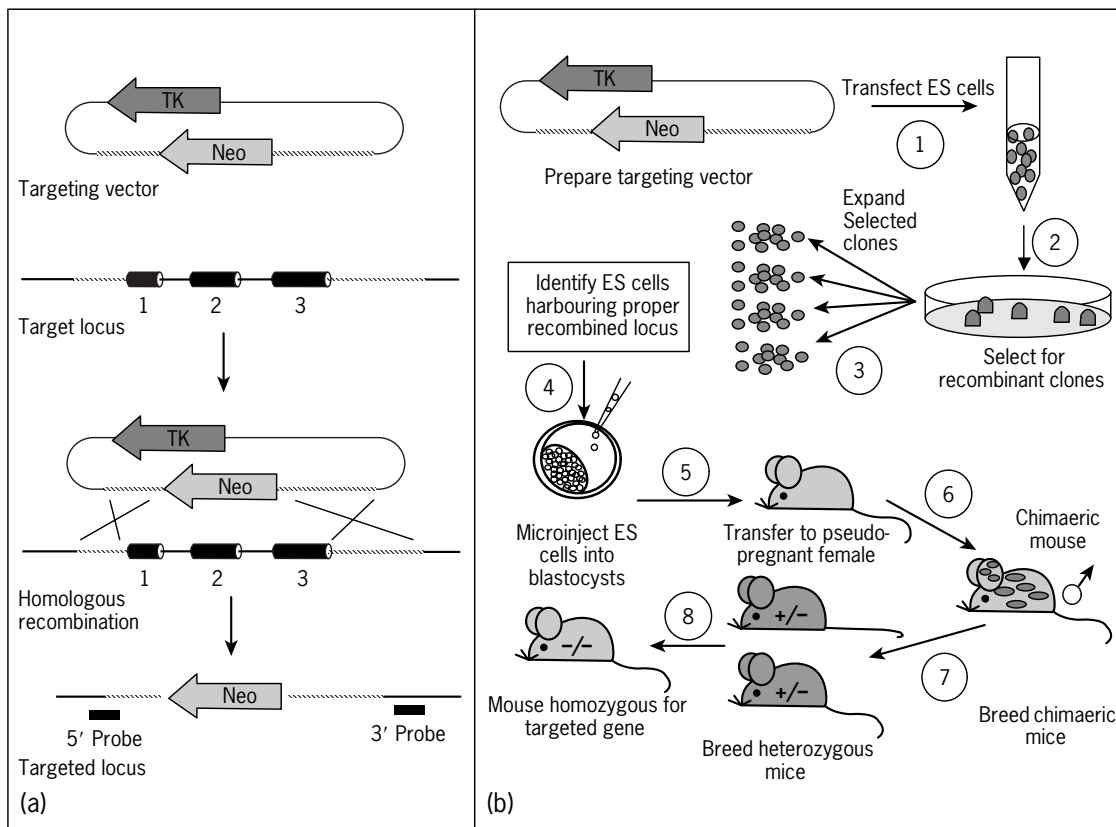 TK
Neo
Targeting vector
1 2 3
Target locus
TK
Neo
1 2 3
Homologous
recombination
Neo
5′ Probe
3′ Probe
Targeted locus
(a)
TK
Neo
Prepare targeting vector
Transfect ES cells
1
2
Select for
recombinant clones
Expand
Selected
clones
3
Identify ES cells
harbouring proper
recombined locus
4
Microinject ES
cells into
blastocysts
5
Transfer to pseudo-
pregnant female
6
Chimaeric
mouse
7
Breed chimaeric
mice
+/−
+/−
Breed heterozygous
mice
8
−/−
Mouse homozygous for
targeted gene
(b)